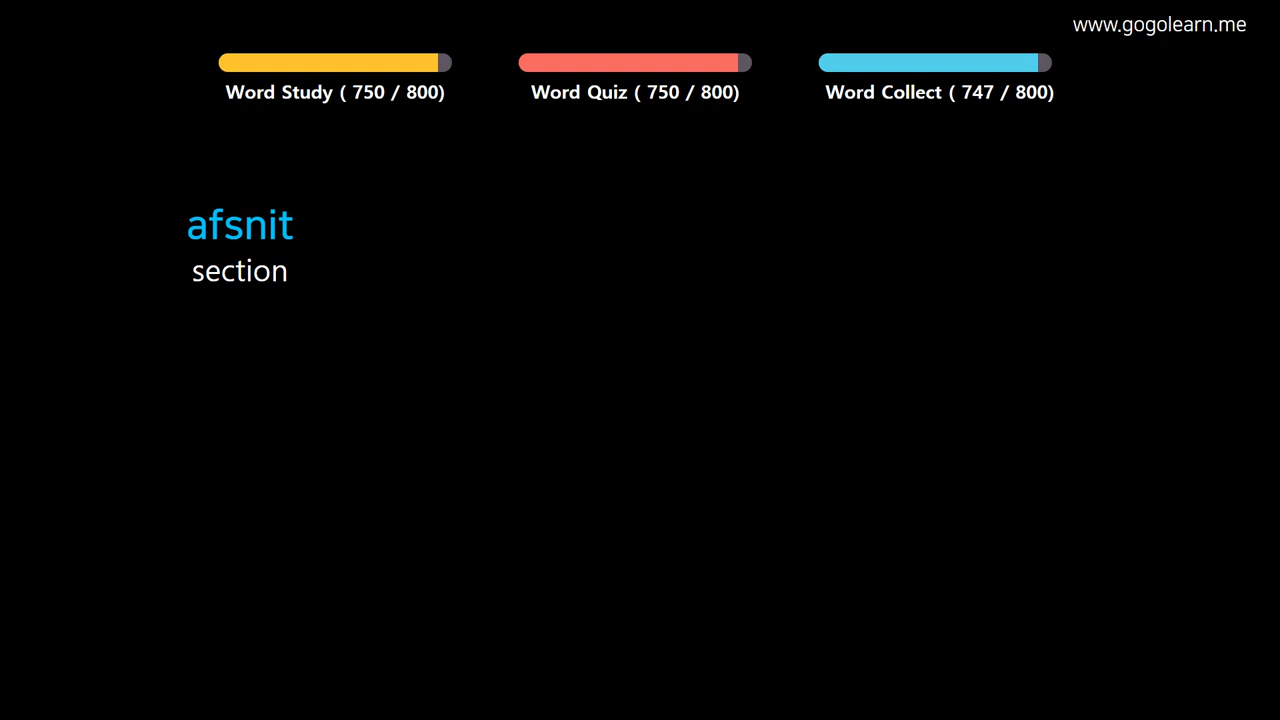 www.gogolearn.me
Word Study ( 750 / 800)
Word Quiz ( 750 / 800)
Word Collect ( 747 / 800)
afsnit
section